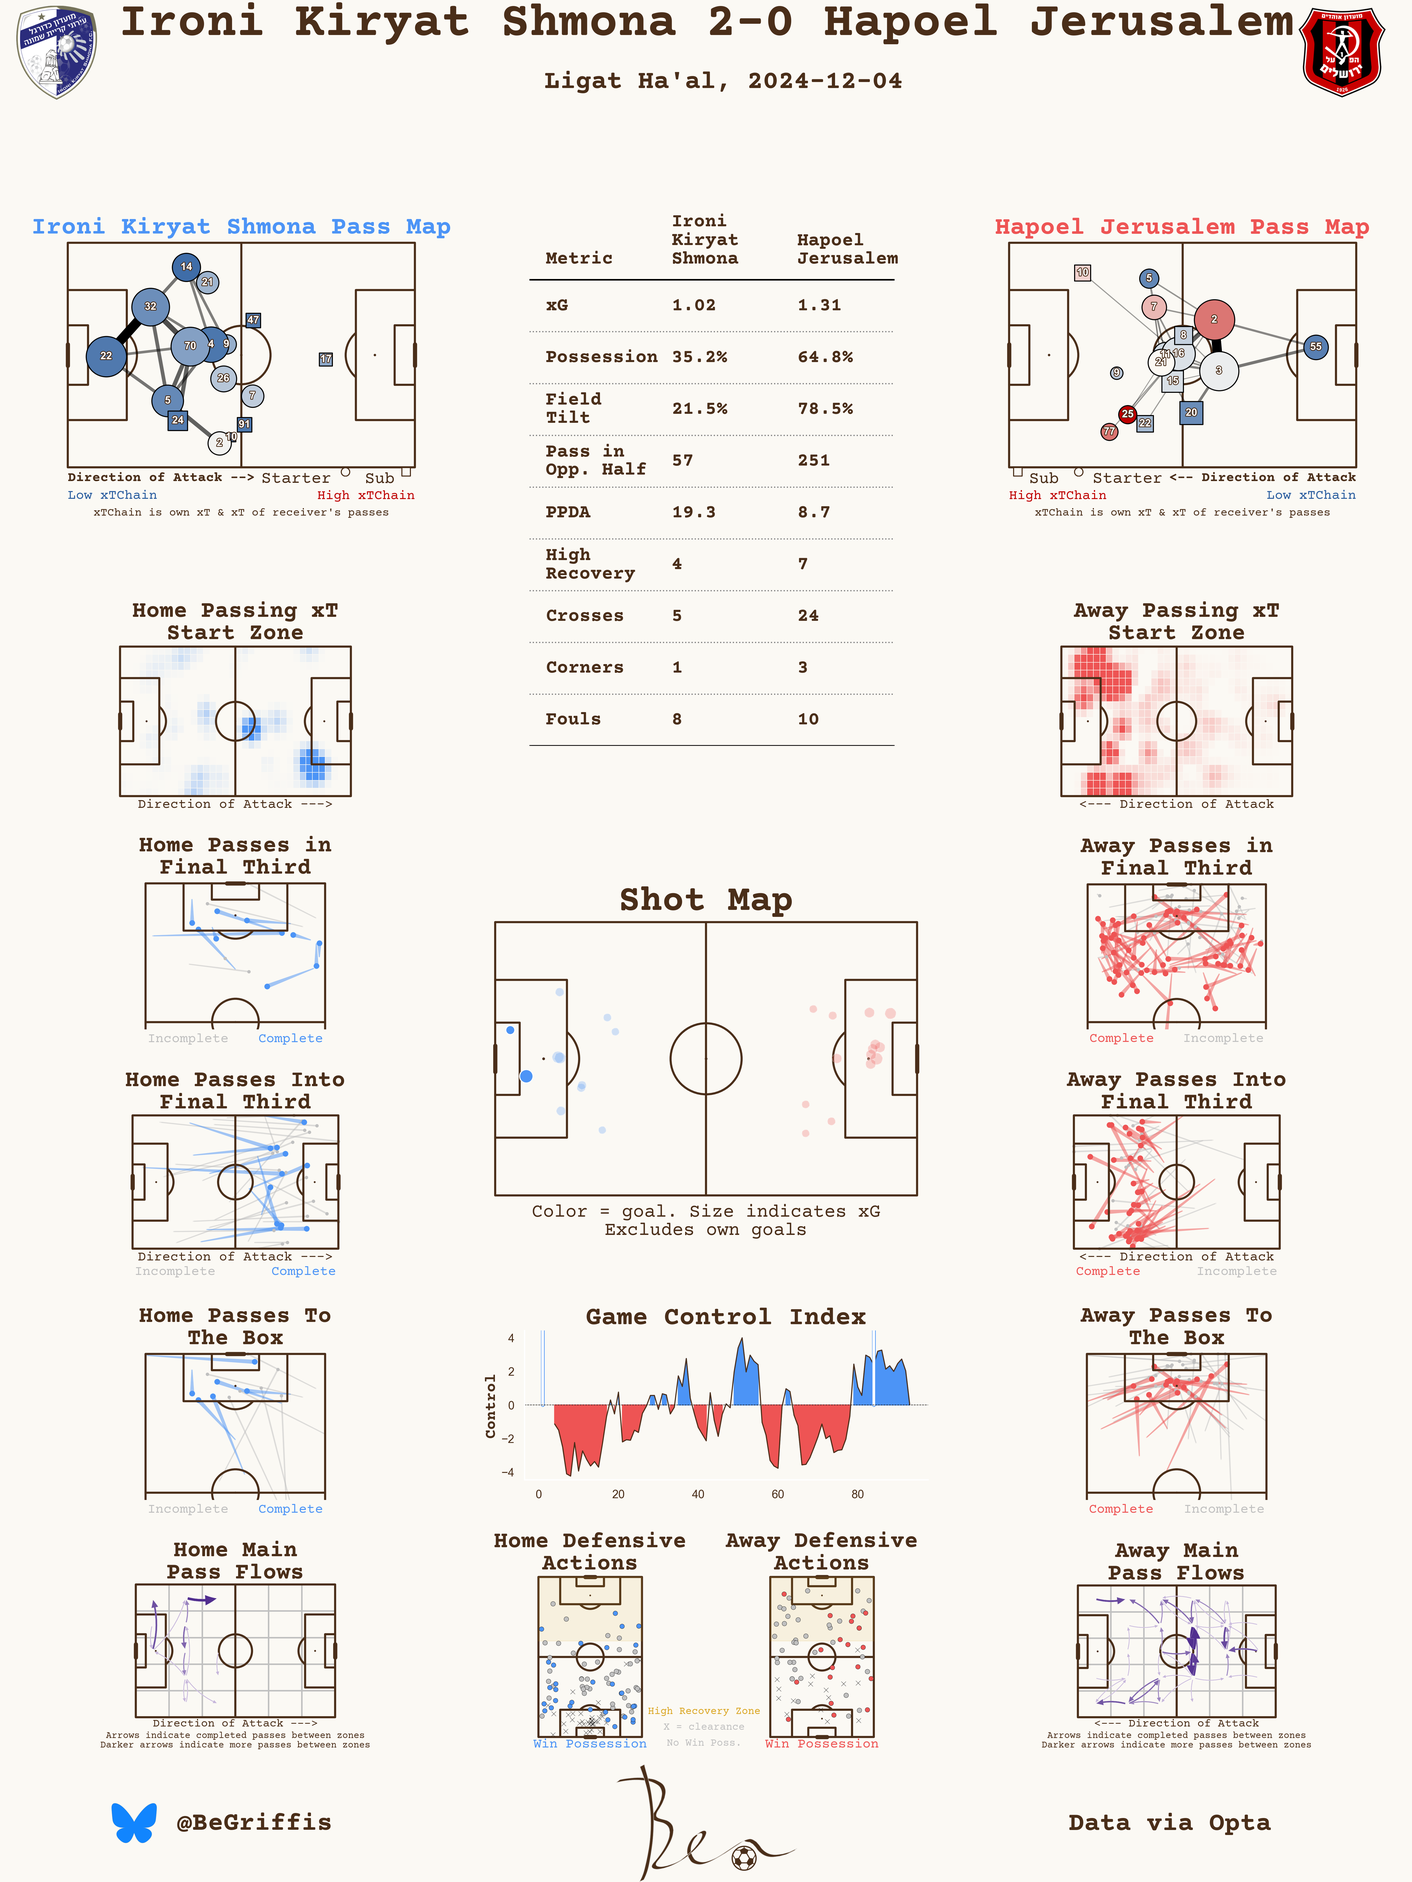 Ironi Kiryat Shmona 2-0 Hapoel Jerusalem
Ligat Ha'al, 2024-12-04
מועדון כדורגל
עירוני קריית שמונה
מועדון אוהדים
הפ על
ירושלים
1926
Ironi Kiryat Shmona Pass Map
14
21
32
47
22
70
4
9
17
26
5
7
24
91
10
2
Direction of Attack --> Starter Sub
Low xTChain High xTChain
xTChain is own xT & xT of receiver's passes
Metric Ironi Kiryat Shmona Hapoel Jerusalem
xG 1.02 1.31
Possession 35.2% 64.8%
Field Tilt 21.5% 78.5%
Pass in Opp. Half 57 251
PPDA 19.3 8.7
High Recovery 4 7
Crosses 5 24
Corners 1 3
Fouls 8 10
Hapoel Jerusalem Pass Map
10
5
7
2
8
55
11
16
21
9
3
15
25
20
22
77
Sub Starter <-- Direction of Attack
High xTChain Low xTChain
xTChain is own xT & xT of receiver's passes
Home Passing xT
Start Zone
Direction of Attack --->
Away Passing xT
Start Zone
<--- Direction of Attack
Home Passes in
Final Third
Incomplete Complete
Shot Map
Color = goal. Size indicates xG
Excludes own goals
Away Passes in
Final Third
Complete Incomplete
Home Passes Into
Final Third
Direction of Attack --->
Incomplete Complete
Away Passes Into
Final Third
<--- Direction of Attack
Complete Incomplete
Home Passes To
The Box
Incomplete Complete
Game Control Index
Control
4
2
0
−2
−4
0 20 40 60 80
Away Passes To
The Box
Complete Incomplete
Home Main
Pass Flows
Direction of Attack --->
Arrows indicate completed passes between zones
Darker arrows indicate more passes between zones
Home Defensive
Actions
Win Possession
High Recovery Zone
X = clearance
No Win Poss.
Away Defensive
Actions
Win Possession
Away Main
Pass Flows
<--- Direction of Attack
Arrows indicate completed passes between zones
Darker arrows indicate more passes between zones
@BeGriffis
Ben
Data via Opta